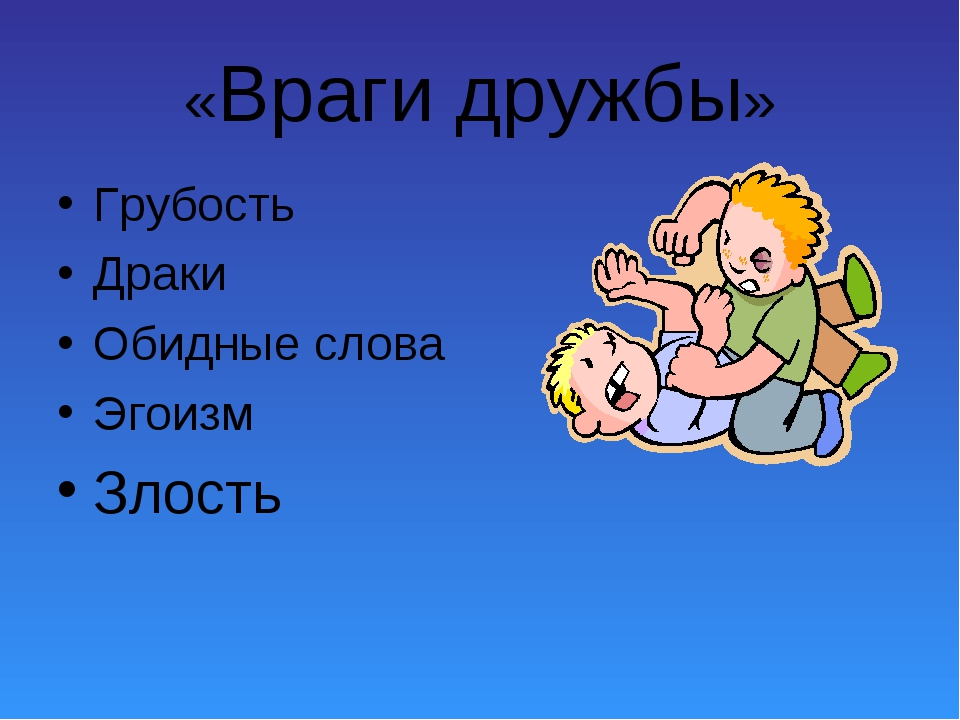 «Враги дружбы»
• Грубость
• Драки
• Обидные слова
• Эгоизм
• Злость